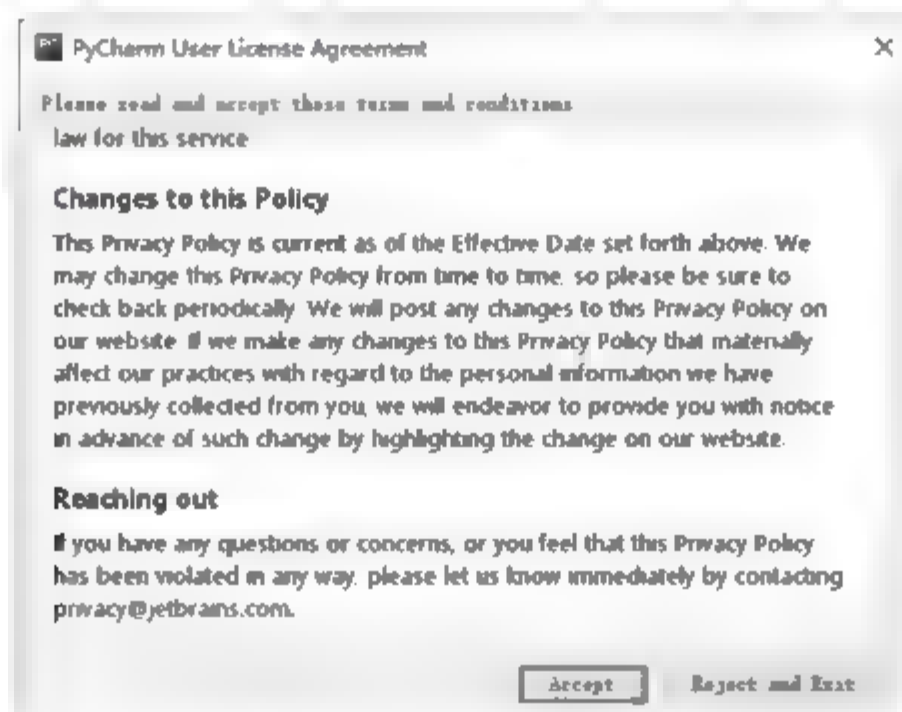 PyCharm User License Agreement
Please read and accept these terms and conditions
law for this service
Changes to this Policy
This Privacy Policy is current as of the Effective Date set forth above. We
may change this Privacy Policy from time to time, so please be sure to
check back periodically. We will post any changes to this Privacy Policy on
our website. If we make any changes to this Privacy Policy that materially
affect our practices with regard to the personal information we have
previously collected from you, we will endeavor to provide you with notice
in advance of such change by highlighting the change on our website.
Reaching out
If you have any questions or concerns, or you feel that this Privacy Policy
has been violated in any way, please let us know immediately by contacting
privacy@jetbrains.com.
Accept Reject and Exit